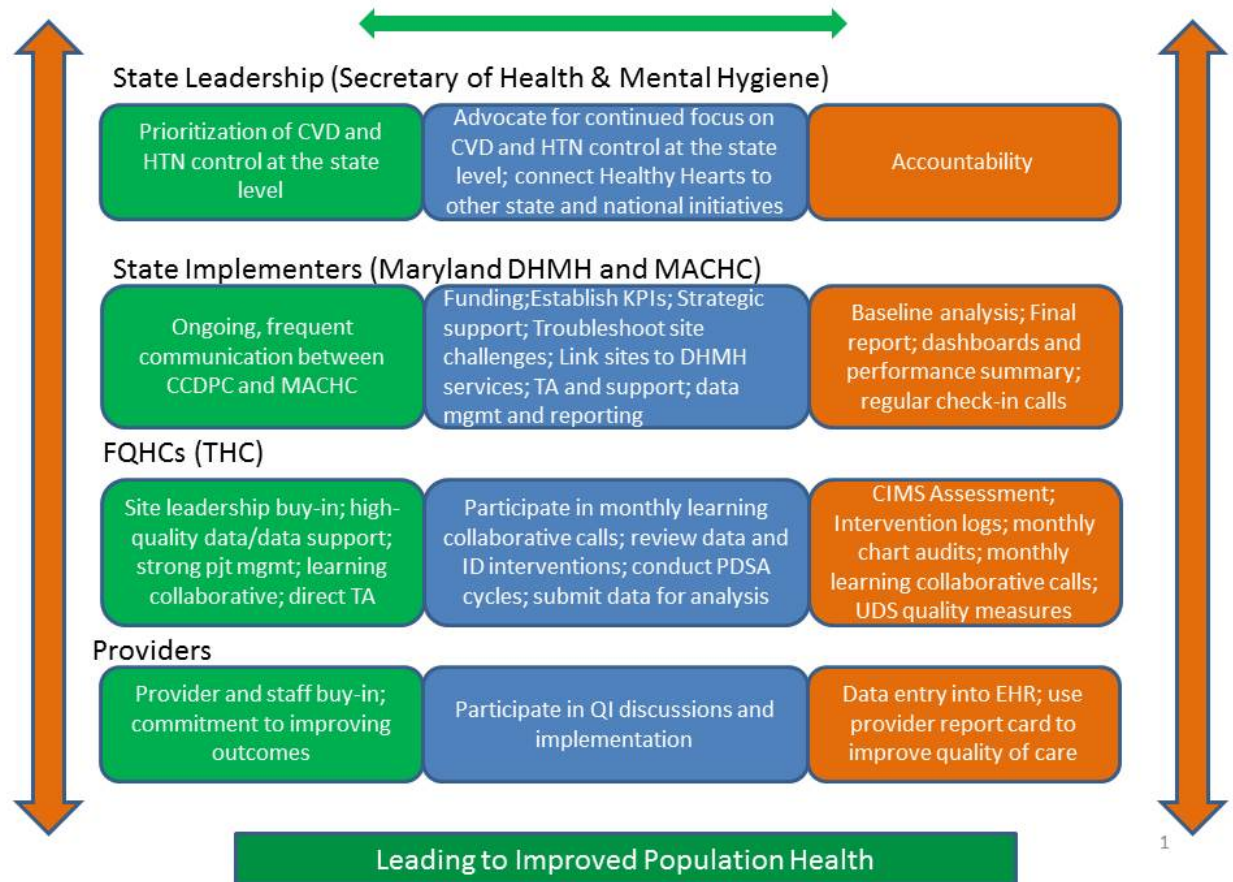 State Leadership (Secretary of Health & Mental Hygiene)
Prioritization of CVD and
HTN control at the state
level
Advocate for continued focus on
CVD and HTN control at the state
level; connect Healthy Hearts to
other state and national initiatives
Accountability
State Implementers (Maryland DHMH and MACHC)
Ongoing, frequent
communication between
CCDPC and MACHC
Funding;Establish KPIs; Strategic
support; Troubleshoot site
challenges; Link sites to DHMH
services; TA and support; data
mgmt and reporting
Baseline analysis; Final
report; dashboards and
performance summary;
regular check-in calls
FQHCs (THC)
Site leadership buy-in; high-
quality data/data support;
strong pjt mgmt; learning
collaborative; direct TA
Participate in monthly learning
collaborative calls; review data and
ID interventions; conduct PDSA
cycles; submit data for analysis
CIMS Assessment;
Intervention logs; monthly
chart audits; monthly
learning collaborative calls;
UDS quality measures
Providers
Provider and staff buy-in;
commitment to improving
outcomes
Participate in QI discussions and
implementation
Data entry into EHR; use
provider report card to
improve quality of care
Leading to Improved Population Health
1